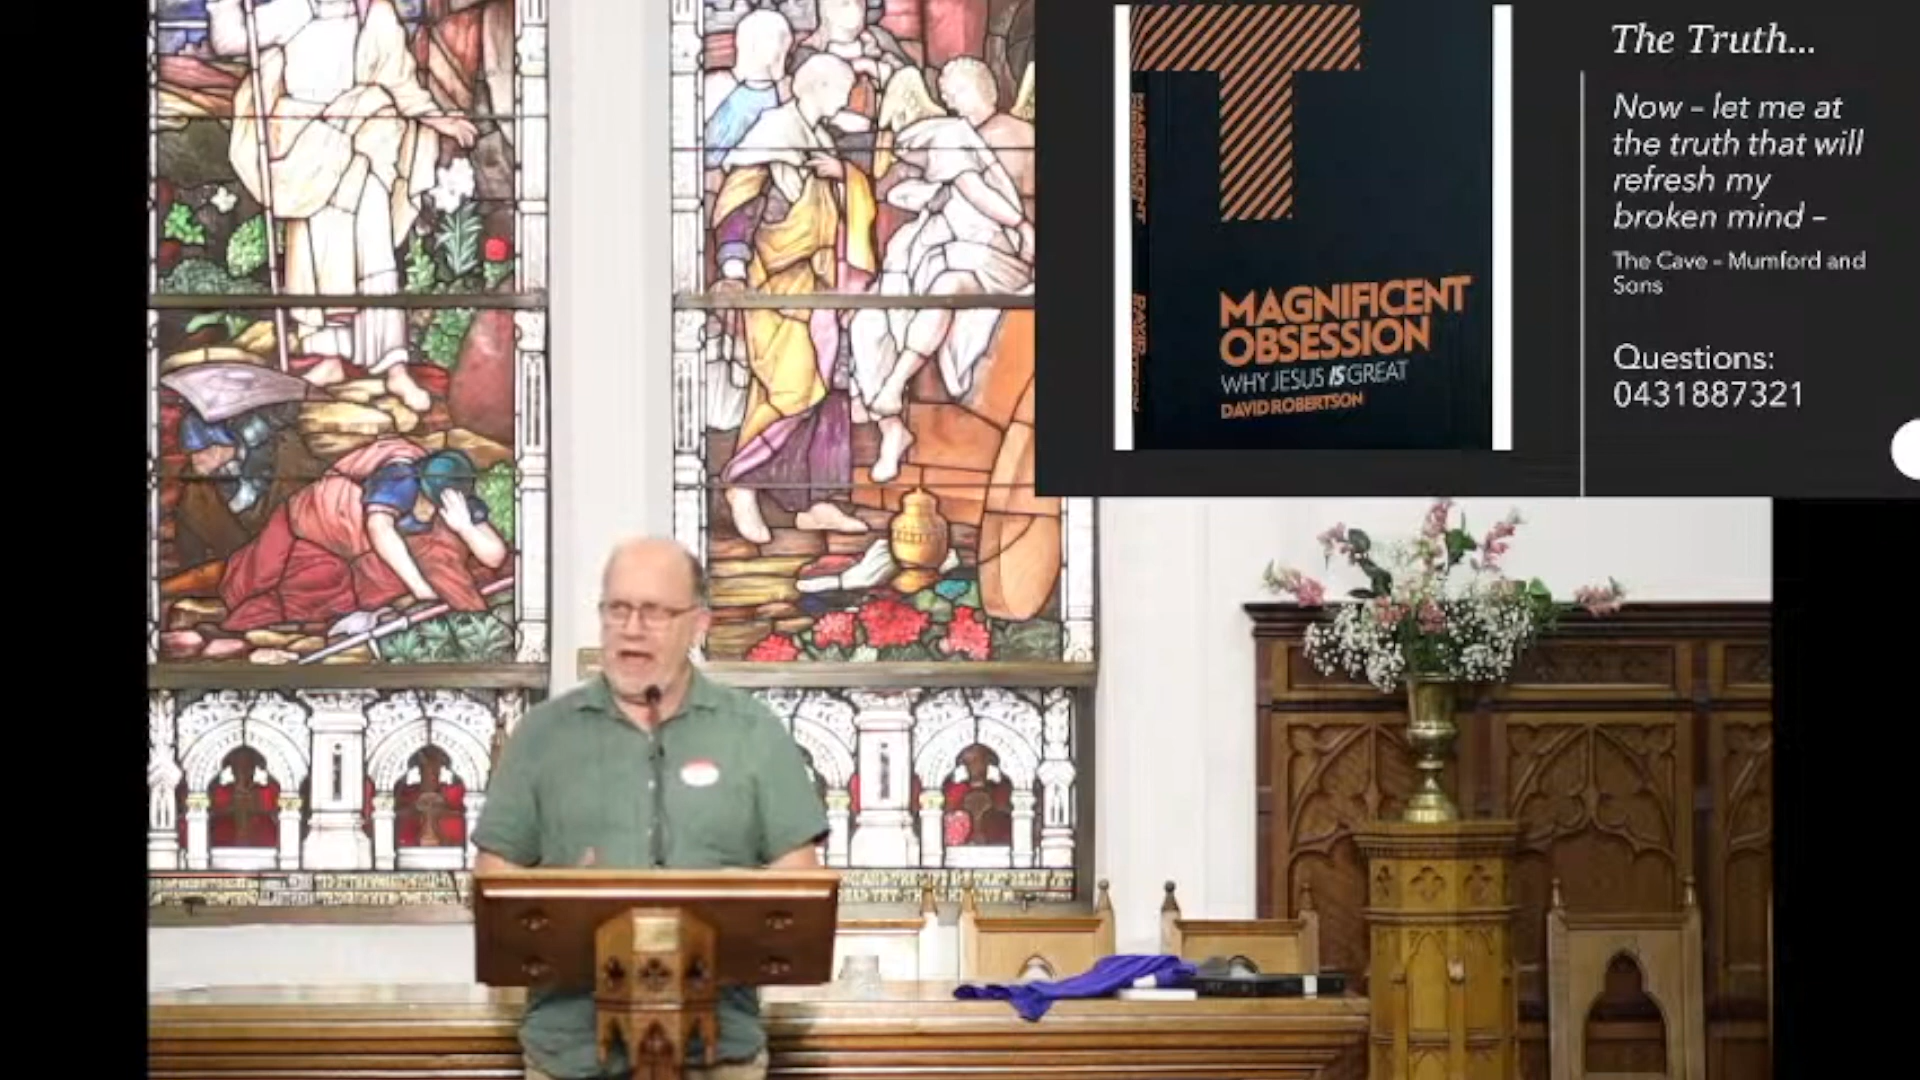 The Truth...
Now – let me at
the truth that will
refresh my
broken mind –
The Cave – Mumford and
Sons
Questions:
0431887321
MAGNIFICENT
OBSESSION
WHY JESUS IS GREAT
DAVID ROBERTSON
MAGNIFICENT